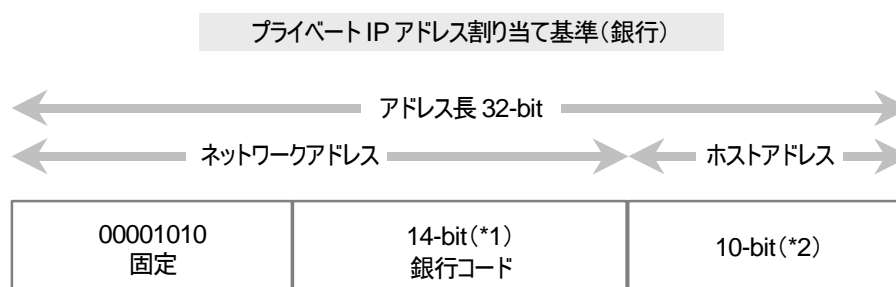 プライベート IP アドレス割り当て基準（銀行）
アドレス長 32-bit
ネットワークアドレス
ホストアドレス
00001010
固定
14-bit（*1）
銀行コード
10-bit（*2）